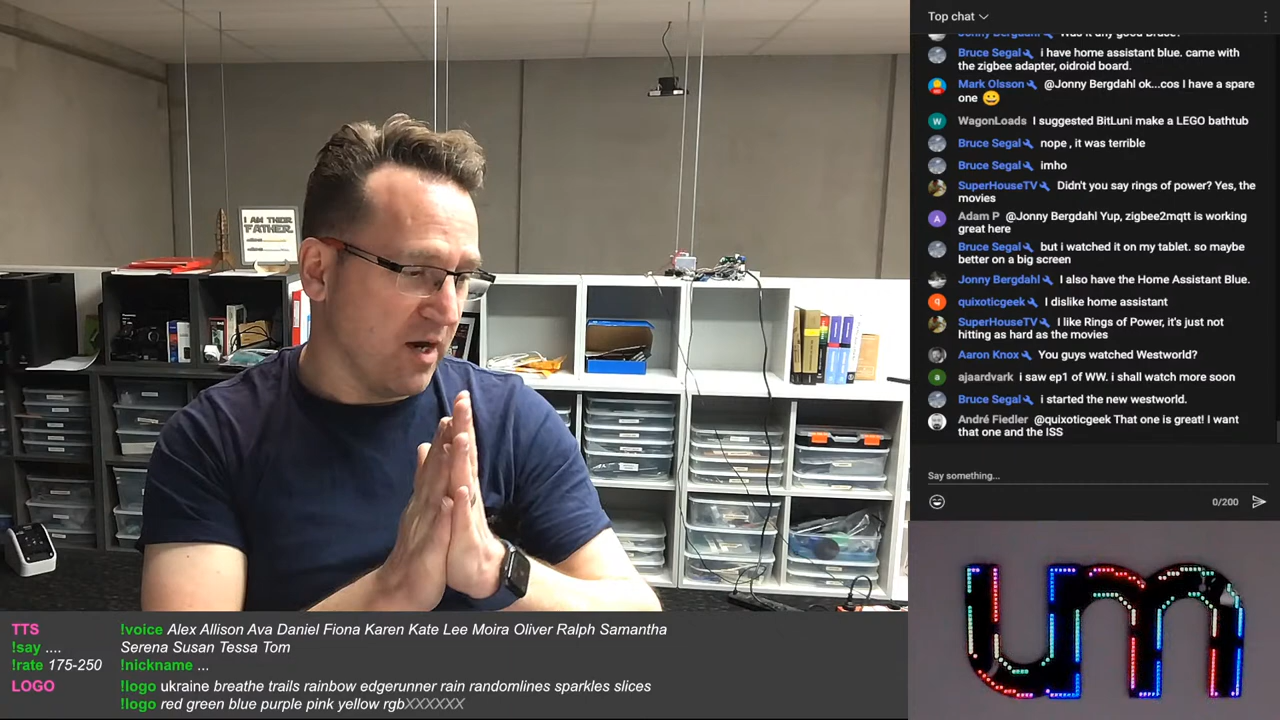 Top chat
Jonny Bergdahl Was it any good Bruce?
Bruce Segal i have home assistant blue. came with
the zigbee adapter, oidroid board.
Mark Olsson @Jonny Bergdahl ok...cos I have a spare
one 😀
W WagonLoads I suggested BitLuni make a LEGO bathtub
Bruce Segal nope , it was terrible
Bruce Segal imho
SuperHouseTV Didn't you say rings of power? Yes, the
movies
A Adam P @Jonny Bergdahl Yup, zigbee2mqtt is working
great here
Bruce Segal but i watched it on my tablet. so maybe
better on a big screen
Jonny Bergdahl I also have the Home Assistant Blue.
q quixoticgeek I dislike home assistant
SuperHouseTV I like Rings of Power, it's just not
hitting as hard as the movies
Aaron Knox You guys watched Westworld?
a ajaardvark i saw ep1 of WW. i shall watch more soon
Bruce Segal i started the new westworld.
André Fiedler @quixoticgeek That one is great! I want
that one and the ISS
Say something...
0/200
I AM THEIR
FATHER.
um
TTS !voice Alex Allison Ava Daniel Fiona Karen Kate Lee Moira Oliver Ralph Samantha
!say .... Serena Susan Tessa Tom
!rate 175-250 !nickname ...
LOGO !logo ukraine breathe trails rainbow edgerunner rain randomlines sparkles slices
!logo red green blue purple pink yellow rgbXXXXXX